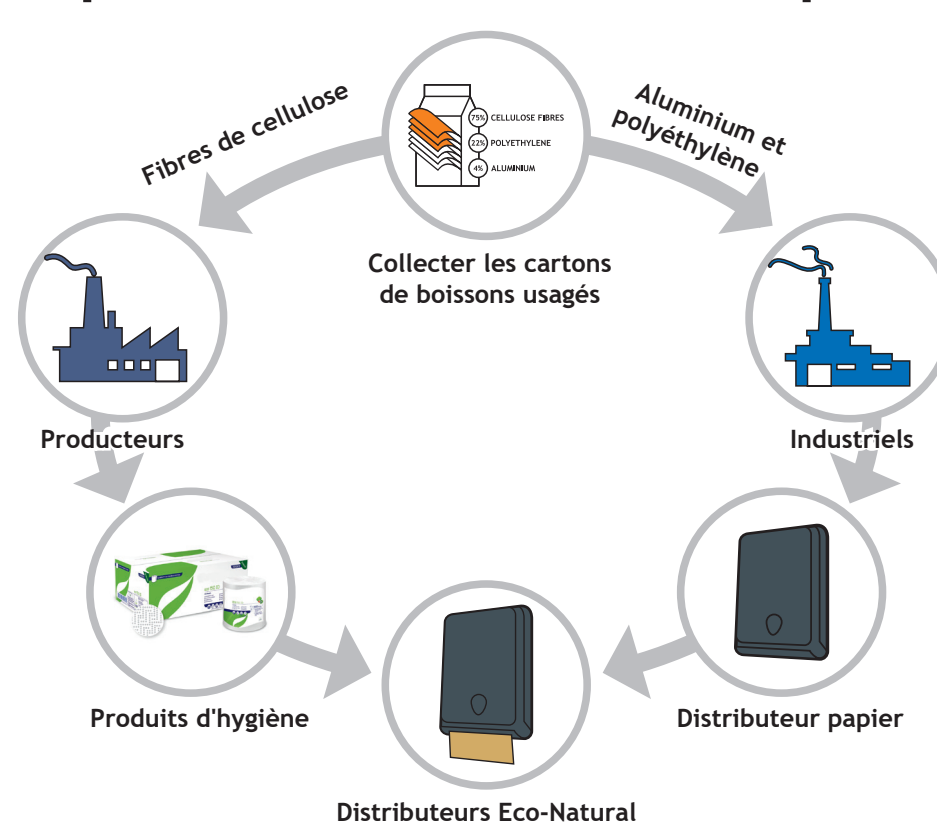 Fibres de cellulose
Aluminium et
polyéthylène
75% CELLULOSE FIBRES
22% POLYETHYLENE
4% ALUMINIUM
Collecter les cartons
de boissons usagés
Producteurs
Industriels
Produits d'hygiène
Distributeur papier
Distributeurs Eco-Natural